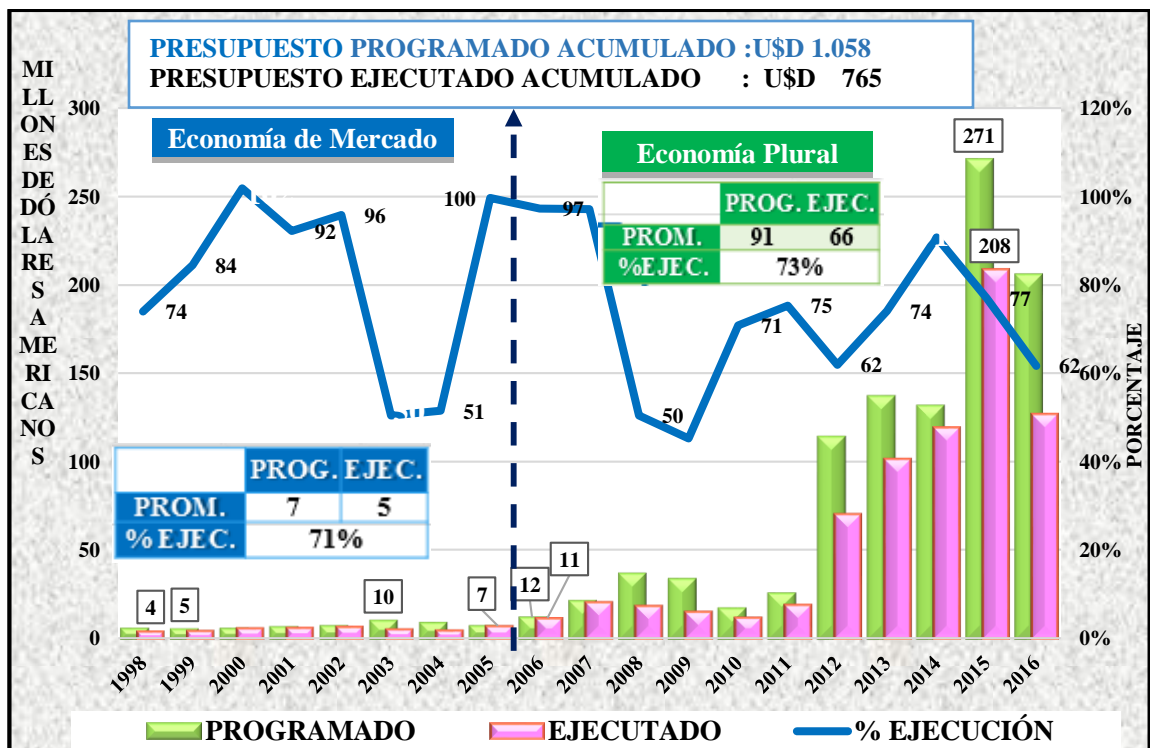 PRESUPUESTO PROGRAMADO ACUMULADO :U$D 1.058
PRESUPUESTO EJECUTADO ACUMULADO : U$D 765
MI
LL
ON
ES
DE
DÓ
LA
RE
S
A
ME
RI
CA
NO
S
300
250
200
150
100
50
0
120%
100%
80%
60%
40%
20%
0%
PORCENTAJE
Economía de Mercado
Economía Plural
PROG. EJEC.
PROM. 91 66
%EJEC. 73%
PROG. EJEC.
PROM. 7 5
% EJEC. 71%
74
84
92
96
51
100
97
50
71
75
62
74
77
62
4
5
10
7
12
11
271
208
1998 1999 2000 2001 2002 2003 2004 2005 2006 2007 2008 2009 2010 2011 2012 2013 2014 2015 2016
PROGRAMADO EJECUTADO % EJECUCIÓN